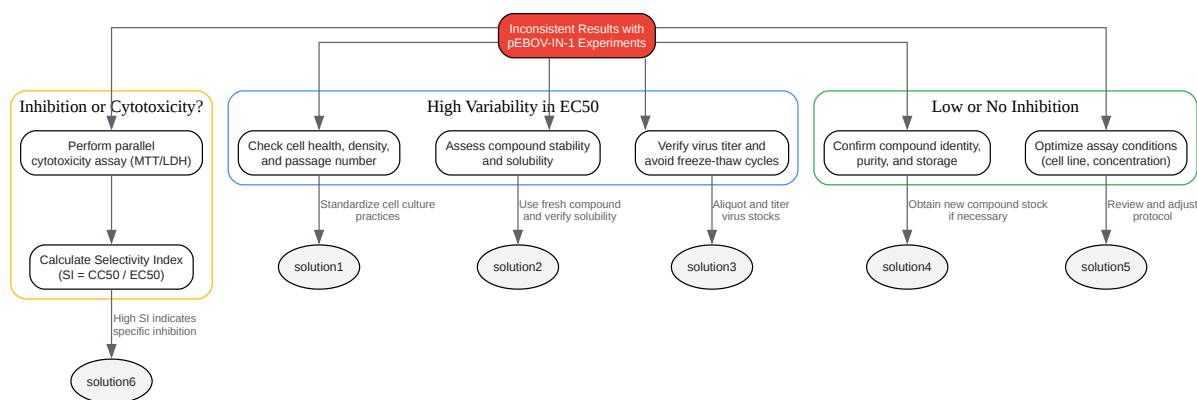 Inconsistent Results with
pEBOV-IN-1 Experiments
Inhibition or Cytotoxicity?
High Variability in EC50
Low or No Inhibition
Perform parallel
cytotoxicity assay (MTT/LDH)
Check cell health, density,
and passage number
Assess compound stability
and solubility
Verify virus titer and
avoid freeze-thaw cycles
Confirm compound identity,
purity, and storage
Optimize assay conditions
(cell line, concentration)
Standardize cell culture
practices
Use fresh compound
and verify solubility
Aliquot and titer
virus stocks
Obtain new compound stock
if necessary
Review and adjust
protocol
Calculate Selectivity Index
(SI = CC50 / EC50)
solution1
solution2
solution3
solution4
solution5
High SI indicates
specific inhibition
solution6